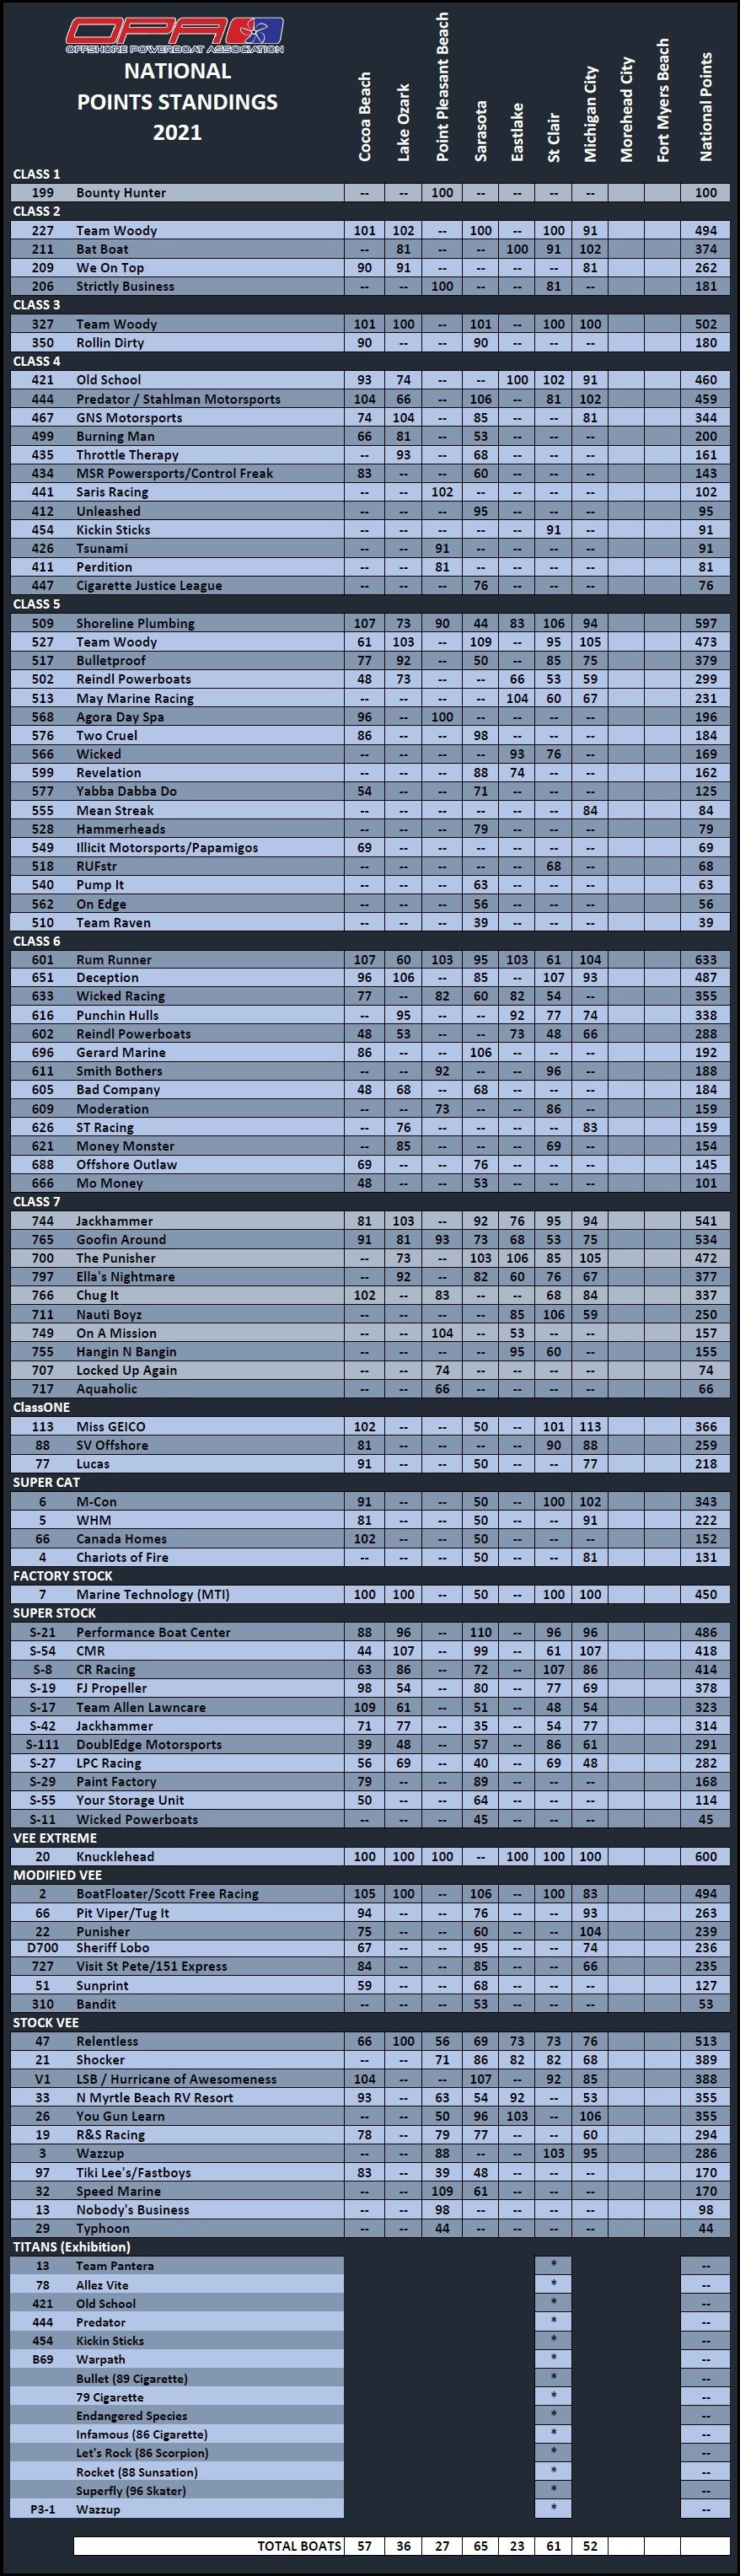 OPA
OFFSHORE POWERBOAT ASSOCIATION
NATIONAL
POINTS STANDINGS
2021
Cocoa Beach Lake Ozark Point Pleasant Beach Sarasota Eastlake St Clair Michigan City Morehead City Fort Myers Beach National Points
CLASS 1
199 Bounty Hunter -- -- 100 -- -- -- -- 100
CLASS 2
227 Team Woody 101 102 -- 100 -- 100 91 494
211 Bat Boat -- 81 -- -- 100 91 102 374
209 We On Top 90 91 -- -- -- -- 81 262
206 Strictly Business -- -- 100 -- -- 81 -- 181
CLASS 3
327 Team Woody 101 100 -- 101 -- 100 100 502
350 Rollin Dirty 90 -- -- 90 -- -- -- 180
CLASS 4
421 Old School 93 74 -- -- 100 102 91 460
444 Predator / Stahlman Motorsports 104 66 -- 106 -- 81 102 459
467 GNS Motorsports 74 104 -- 85 -- -- 81 344
499 Burning Man 66 81 -- 53 -- -- -- 200
435 Throttle Therapy -- 93 -- 68 -- -- -- 161
434 MSR Powersports/Control Freak 83 -- -- 60 -- -- -- 143
441 Saris Racing -- -- 102 -- -- -- -- 102
412 Unleashed -- -- -- 95 -- -- -- 95
454 Kickin Sticks -- -- -- -- -- 91 -- 91
426 Tsunami -- -- 91 -- -- -- -- 91
411 Perdition -- -- 81 -- -- -- -- 81
447 Cigarette Justice League -- -- -- 76 -- -- -- 76
CLASS 5
509 Shoreline Plumbing 107 73 90 44 83 106 94 597
527 Team Woody 61 103 -- 109 -- 95 105 473
517 Bulletproof 77 92 -- 50 -- 85 75 379
502 Reindl Powerboats 48 73 -- -- 66 53 59 299
513 May Marine Racing -- -- -- -- 104 60 67 231
568 Agora Day Spa 96 -- 100 -- -- -- -- 196
576 Two Cruel 86 -- -- 98 -- -- -- 184
566 Wicked -- -- -- -- 93 76 -- 169
599 Revelation -- -- -- 88 74 -- -- 162
577 Yabba Dabba Do 54 -- -- 71 -- -- -- 125
555 Mean Streak -- -- -- -- -- -- 84 84
528 Hammerheads -- -- -- 79 -- -- -- 79
549 Illicit Motorsports/Papamigos 69 -- -- -- -- -- -- 69
518 RUFstr -- -- -- -- -- 68 -- 68
540 Pump It -- -- -- 63 -- -- -- 63
562 On Edge -- -- -- 56 -- -- -- 56
510 Team Raven -- -- -- 39 -- -- -- 39
CLASS 6
601 Rum Runner 107 60 103 95 103 61 104 633
651 Deception 96 106 -- 85 -- 107 93 487
633 Wicked Racing 77 -- 82 60 82 54 -- 355
616 Punchin Hulls -- 95 -- -- 92 77 74 338
602 Reindl Powerboats 48 53 -- -- 73 48 66 288
696 Gerard Marine 86 -- -- 106 -- -- -- 192
611 Smith Bothers -- -- 92 -- -- 96 -- 188
605 Bad Company 48 68 -- 68 -- -- -- 184
609 Moderation -- -- 73 -- -- 86 -- 159
626 ST Racing -- 76 -- -- -- -- 83 159
621 Money Monster -- 85 -- -- -- 69 -- 154
688 Offshore Outlaw 69 -- -- 76 -- -- -- 145
666 Mo Money 48 -- -- 53 -- -- -- 101
CLASS 7
744 Jackhammer 81 103 -- 92 76 95 94 541
765 Goofin Around 91 81 93 73 68 53 75 534
700 The Punisher -- 73 -- 103 106 85 105 472
797 Ella's Nightmare -- 92 -- 82 60 76 67 377
766 Chug It 102 -- 83 -- -- 68 84 337
711 Nauti Boyz -- -- -- -- 85 106 59 250
749 On A Mission -- -- 104 -- 53 -- -- 157
755 Hangin N Bangin -- -- -- -- 95 60 -- 155
707 Locked Up Again -- -- 74 -- -- -- -- 74
717 Aquaholic -- -- 66 -- -- -- -- 66
ClassONE
113 Miss GEICO 102 -- -- 50 -- 101 113 366
88 SV Offshore 81 -- -- -- -- 90 88 259
77 Lucas 91 -- -- 50 -- -- 77 218
SUPER CAT
6 M-Con 91 -- -- 50 -- 100 102 343
5 WHM 81 -- -- 50 -- -- 91 222
66 Canada Homes 102 -- -- 50 -- -- -- 152
4 Chariots of Fire -- -- -- 50 -- -- 81 131
FACTORY STOCK
7 Marine Technology (MTI) 100 100 -- 50 -- 100 100 450
SUPER STOCK
S-21 Performance Boat Center 88 96 -- 110 -- 96 96 486
S-54 CMR 44 107 -- 99 -- 61 107 418
S-8 CR Racing 63 86 -- 72 -- 107 86 414
S-19 FJ Propeller 98 54 -- 80 -- 77 69 378
S-17 Team Allen Lawncare 109 61 -- 51 -- 48 54 323
S-42 Jackhammer 71 77 -- 35 -- 54 77 314
S-111 DoublEdge Motorsports 39 48 -- 57 -- 86 61 291
S-27 LPC Racing 56 69 -- 40 -- 69 48 282
S-29 Paint Factory 79 -- -- 89 -- -- -- 168
S-55 Your Storage Unit 50 -- -- 64 -- -- -- 114
S-11 Wicked Powerboats -- -- -- 45 -- -- -- 45
VEE EXTREME
20 Knucklehead 100 100 100 -- 100 100 100 600
MODIFIED VEE
2 BoatFloater/Scott Free Racing 105 100 -- 106 -- 100 83 494
66 Pit Viper/Tug It 94 -- -- 76 -- -- 93 263
22 Punisher 75 -- -- 60 -- -- 104 239
D700 Sheriff Lobo 67 -- -- 95 -- -- 74 236
727 Visit St Pete/151 Express 84 -- -- 85 -- -- 66 235
51 Sunprint 59 -- -- 68 -- -- -- 127
310 Bandit -- -- -- 53 -- -- -- 53
STOCK VEE
47 Relentless 66 100 56 69 73 73 76 513
21 Shocker -- -- 71 86 82 82 68 389
V1 LSB / Hurricane of Awesomeness 104 -- -- 107 -- 92 85 388
33 N Myrtle Beach RV Resort 93 -- 63 54 92 -- 53 355
26 You Gun Learn -- -- 50 96 103 -- 106 355
19 R&S Racing 78 -- 79 77 -- -- 60 294
3 Wazzup -- -- 88 -- -- 103 95 286
97 Tiki Lee's/Fastboys 83 -- 39 48 -- -- -- 170
32 Speed Marine -- -- 109 61 -- -- -- 170
13 Nobody's Business -- -- 98 -- -- -- -- 98
29 Typhoon -- -- 44 -- -- -- -- 44
TITANS (Exhibition)
13 Team Pantera * --
78 Allez Vite * --
421 Old School * --
444 Predator * --
454 Kickin Sticks * --
B69 Warpath * --
Bullet (89 Cigarette) * --
79 Cigarette * --
Endangered Species * --
Infamous (86 Cigarette) * --
Let's Rock (86 Scorpion) * --
Rocket (88 Sunsation) * --
Superfly (96 Skater) * --
P3-1 Wazzup * --
TOTAL BOATS 57 36 27 65 23 61 52